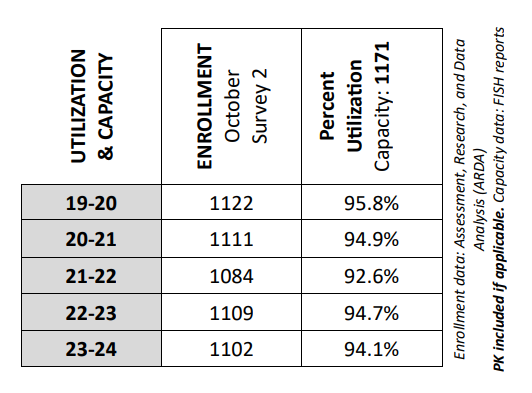 UTILIZATION
& CAPACITY
ENROLLMENT
October
Survey 2
Percent
Utilization
Capacity: 1171
19-20 1122 95.8%
20-21 1111 94.9%
21-22 1084 92.6%
22-23 1109 94.7%
23-24 1102 94.1%
Enrollment data: Assessment, Research, and Data
Analysis (ARDA)
PK included if applicable. Capacity data: FISH reports